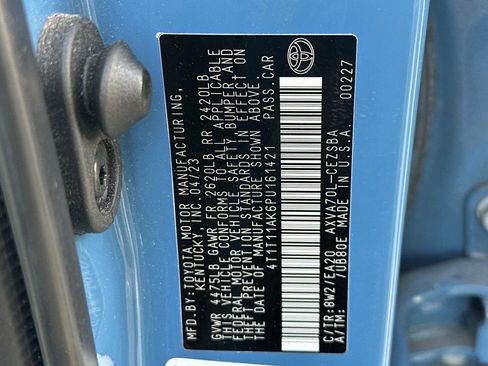 MFD. BY: TOYOTA MOTOR MANUFACTURING,
KENTUCKY, INC. 04/23
GVWR 4475LB GAWR FR 2620LB RR 2420LB
THIS VEHICLE CONFORMS TO ALL APPLICABLE
FEDERAL MOTOR VEHICLE SAFETY, BUMPER AND
THEFT PREVENTION STANDARDS IN EFFECT ON
THE DATE OF MANUFACTURE SHOWN ABOVE.
4T1T11AK6PU161421 PASS.CAR
C/TR:8W2/EA20 AXVA70L-CEZSBA
A/TM: 7UB80E MADE IN U.S.A. 00227